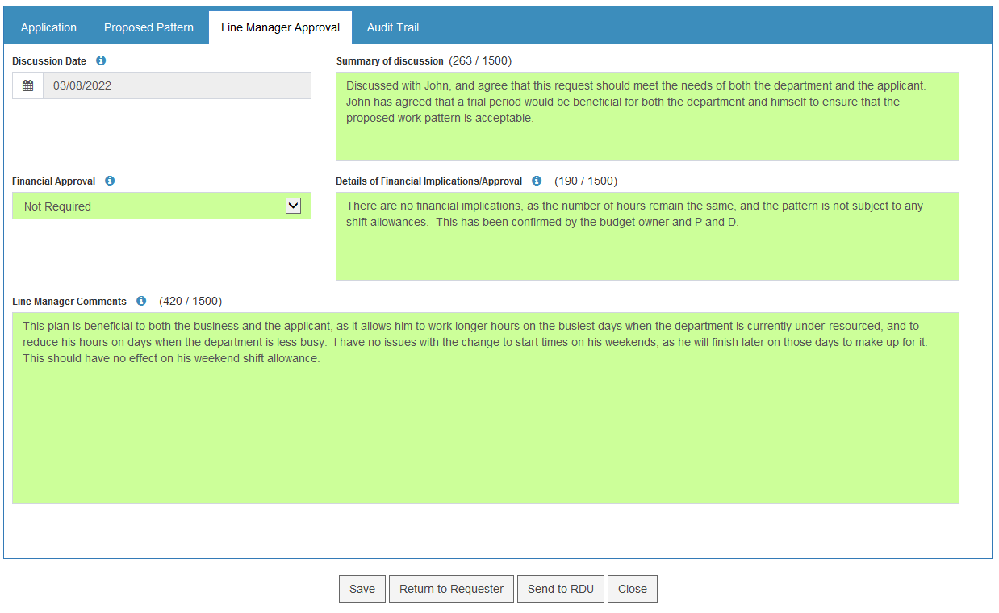 Application Proposed Pattern Line Manager Approval Audit Trail
Discussion Date
03/08/2022
Summary of discussion (263 / 1500)
Discussed with John, and agree that this request should meet the needs of both the department and the applicant.
John has agreed that a trial period would be beneficial for both the department and himself to ensure that the
proposed work pattern is acceptable.
Financial Approval
Not Required
Details of Financial Implications/Approval (190 / 1500)
There are no financial implications, as the number of hours remain the same, and the pattern is not subject to any
shift allowances.  This has been confirmed by the budget owner and P and D.
Line Manager Comments (420 / 1500)
This plan is beneficial to both the business and the applicant, as it allows him to work longer hours on the busiest days when the department is currently under-resourced, and to
reduce his hours on days when the department is less busy.  I have no issues with the change to start times on his weekends, as he will finish later on those days to make up for it.
This should have no effect on his weekend shift allowance.
Save Return to Requester Send to RDU Close